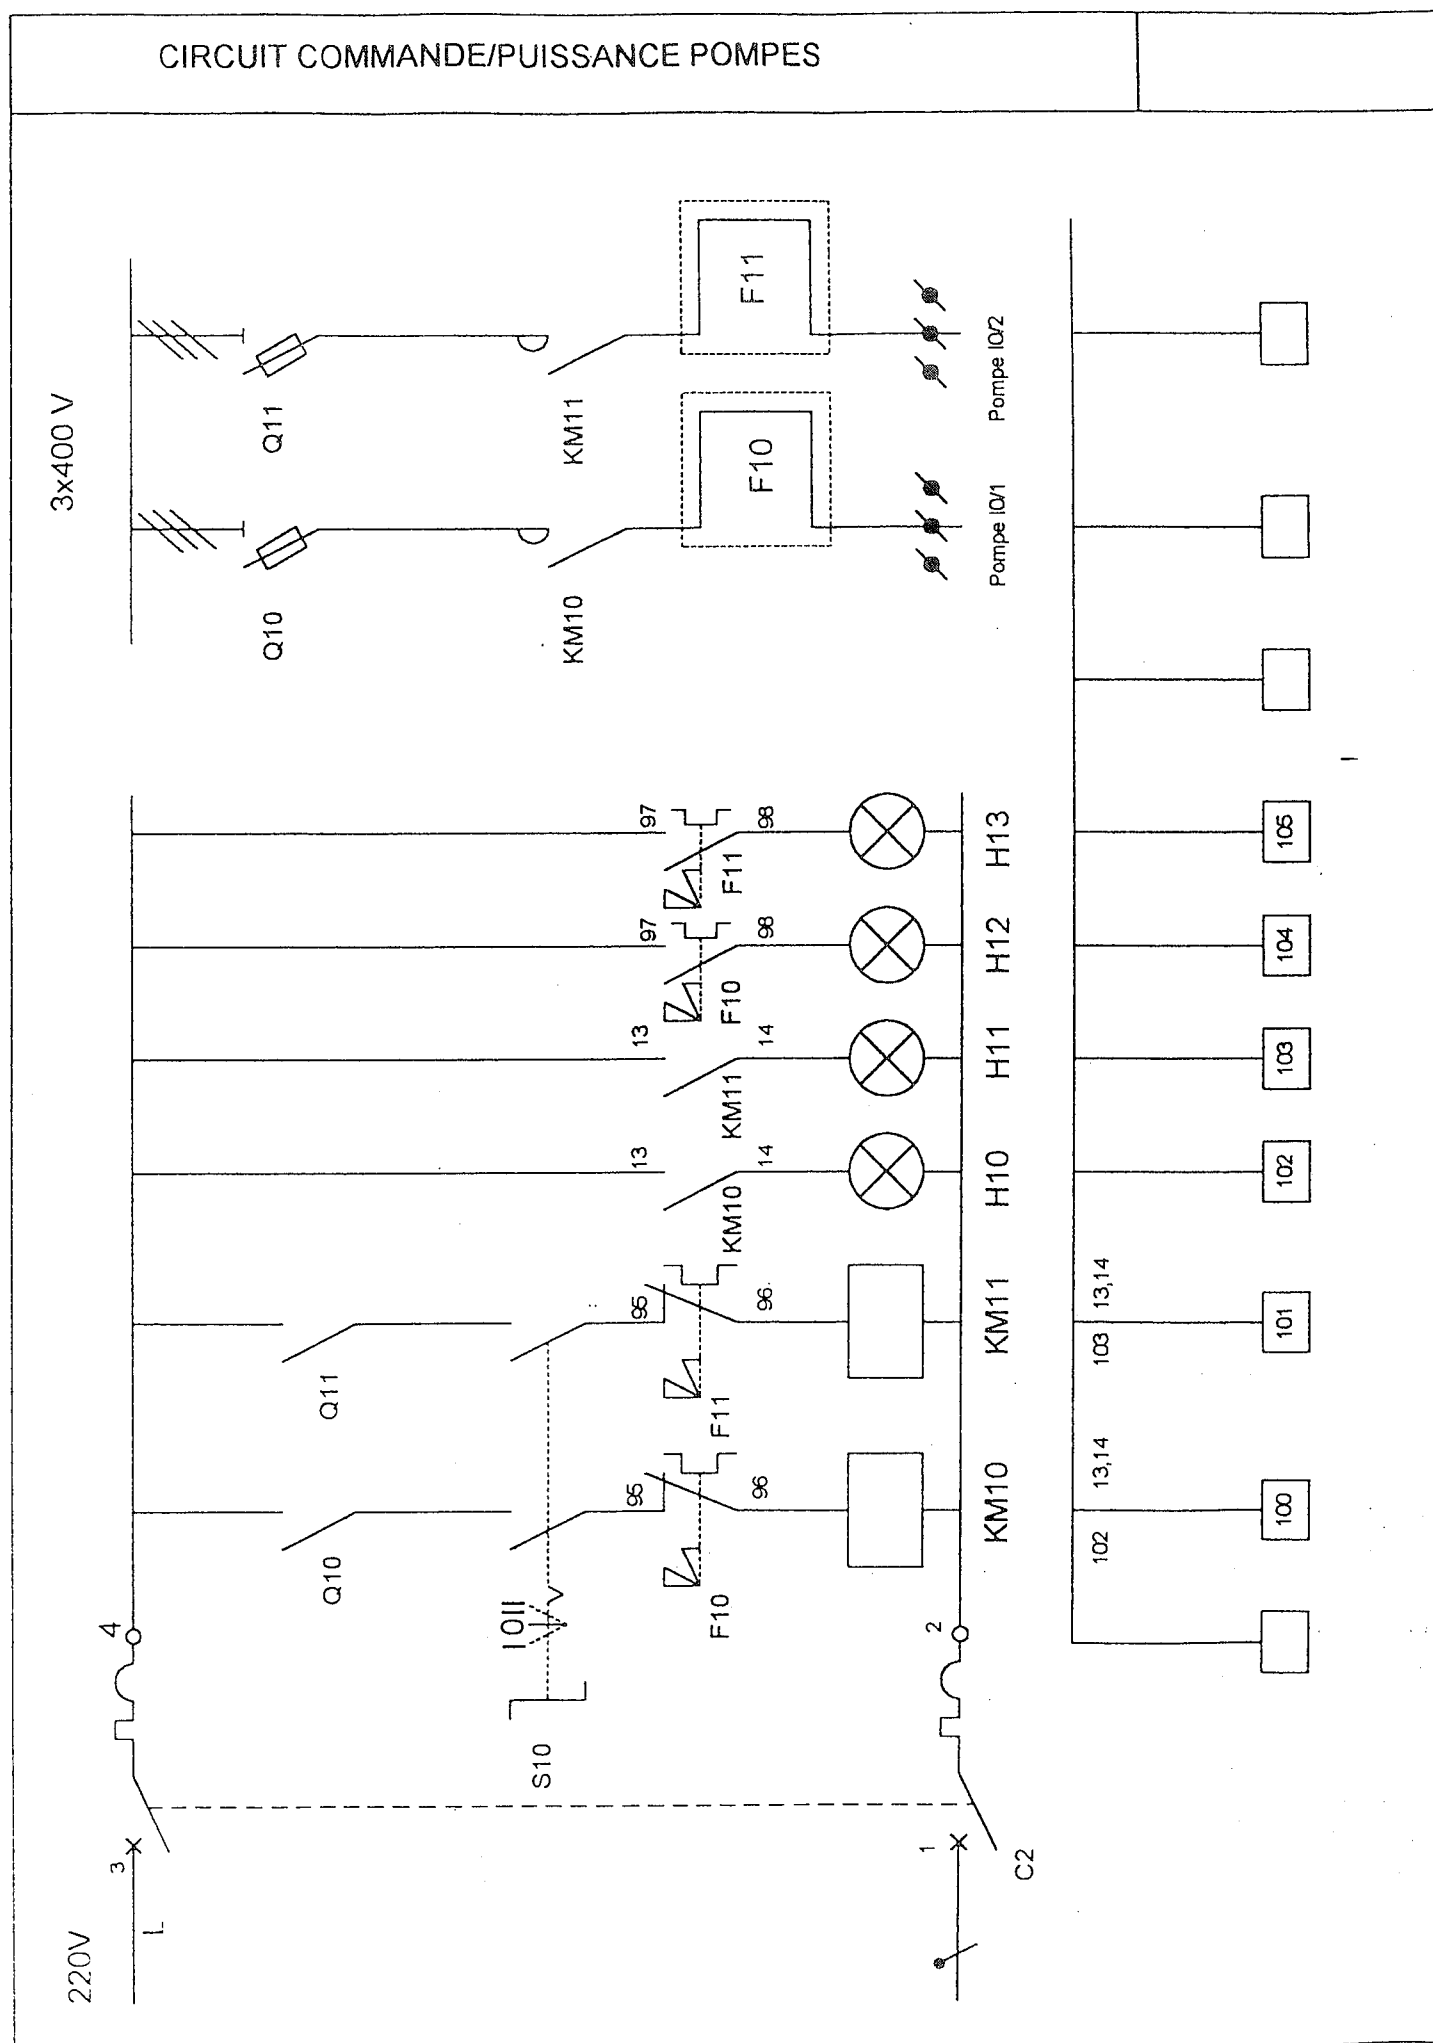 CIRCUIT COMMANDE/PUISSANCE POMPES
220V
3x400 V
L
3
4
Q10
Q11
Q10
Q11
S10
I O II
KM10
KM11
95
95
13
13
97
97
F10
F11
KM10
KM11
F10
F11
96
96
14
14
98
98
F10
F11
1
2
C2
KM10
KM11
H10
H11
H12
H13
Pompe I0/1
Pompe I0/2
102
13,14
103
13,14
100
101
102
103
104
105